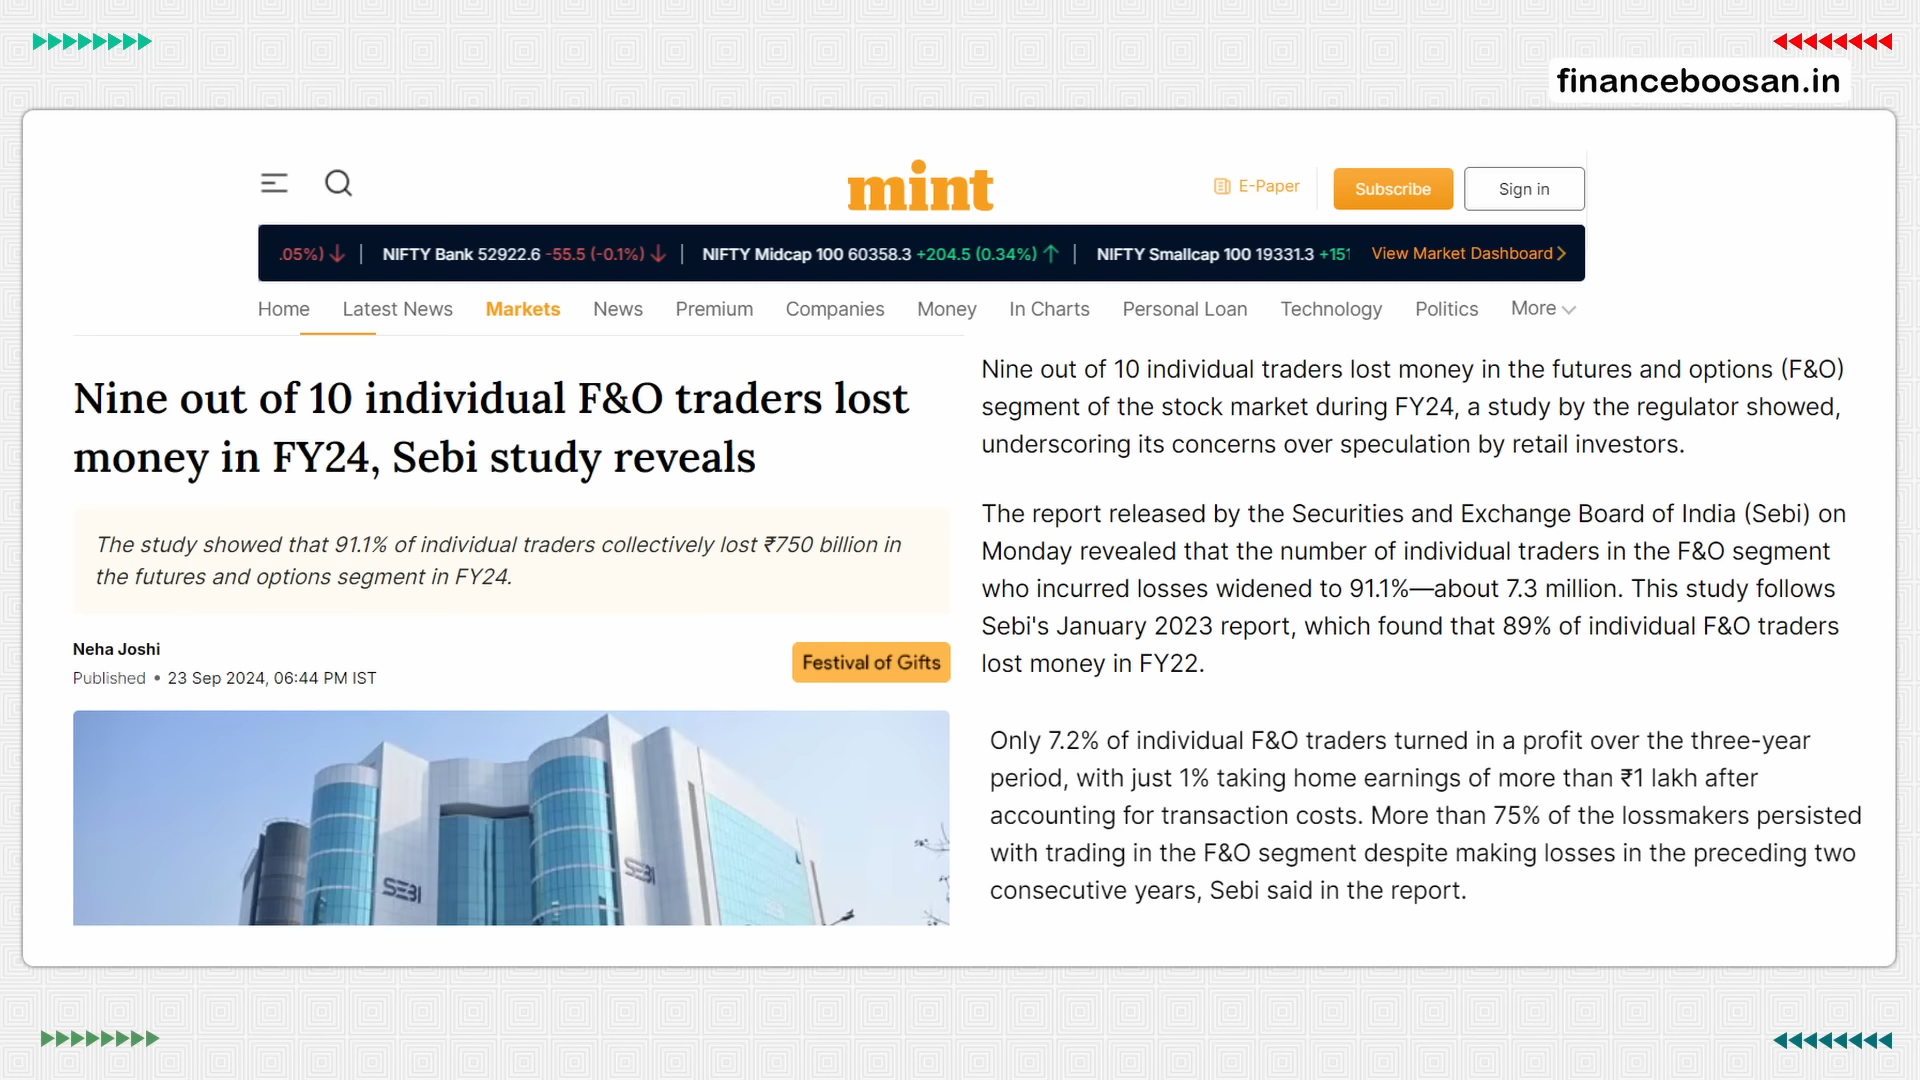 financeboosan.in
mint
E-Paper
Subscribe
Sign in
.05%)
NIFTY Bank 52922.6 -55.5 (-0.1%)
NIFTY Midcap 100 60358.3 +204.5 (0.34%)
NIFTY Smallcap 100 19331.3 +151
View Market Dashboard
Home Latest News Markets News Premium Companies Money In Charts Personal Loan Technology Politics More
Nine out of 10 individual F&O traders lost
money in FY24, Sebi study reveals
The study showed that 91.1% of individual traders collectively lost ₹750 billion in
the futures and options segment in FY24.
Neha Joshi
Published • 23 Sep 2024, 06:44 PM IST
Festival of Gifts
SEBI
SEBI
Nine out of 10 individual traders lost money in the futures and options (F&O)
segment of the stock market during FY24, a study by the regulator showed,
underscoring its concerns over speculation by retail investors.
The report released by the Securities and Exchange Board of India (Sebi) on
Monday revealed that the number of individual traders in the F&O segment
who incurred losses widened to 91.1%—about 7.3 million. This study follows
Sebi's January 2023 report, which found that 89% of individual F&O traders
lost money in FY22.
Only 7.2% of individual F&O traders turned in a profit over the three-year
period, with just 1% taking home earnings of more than ₹1 lakh after
accounting for transaction costs. More than 75% of the lossmakers persisted
with trading in the F&O segment despite making losses in the preceding two
consecutive years, Sebi said in the report.